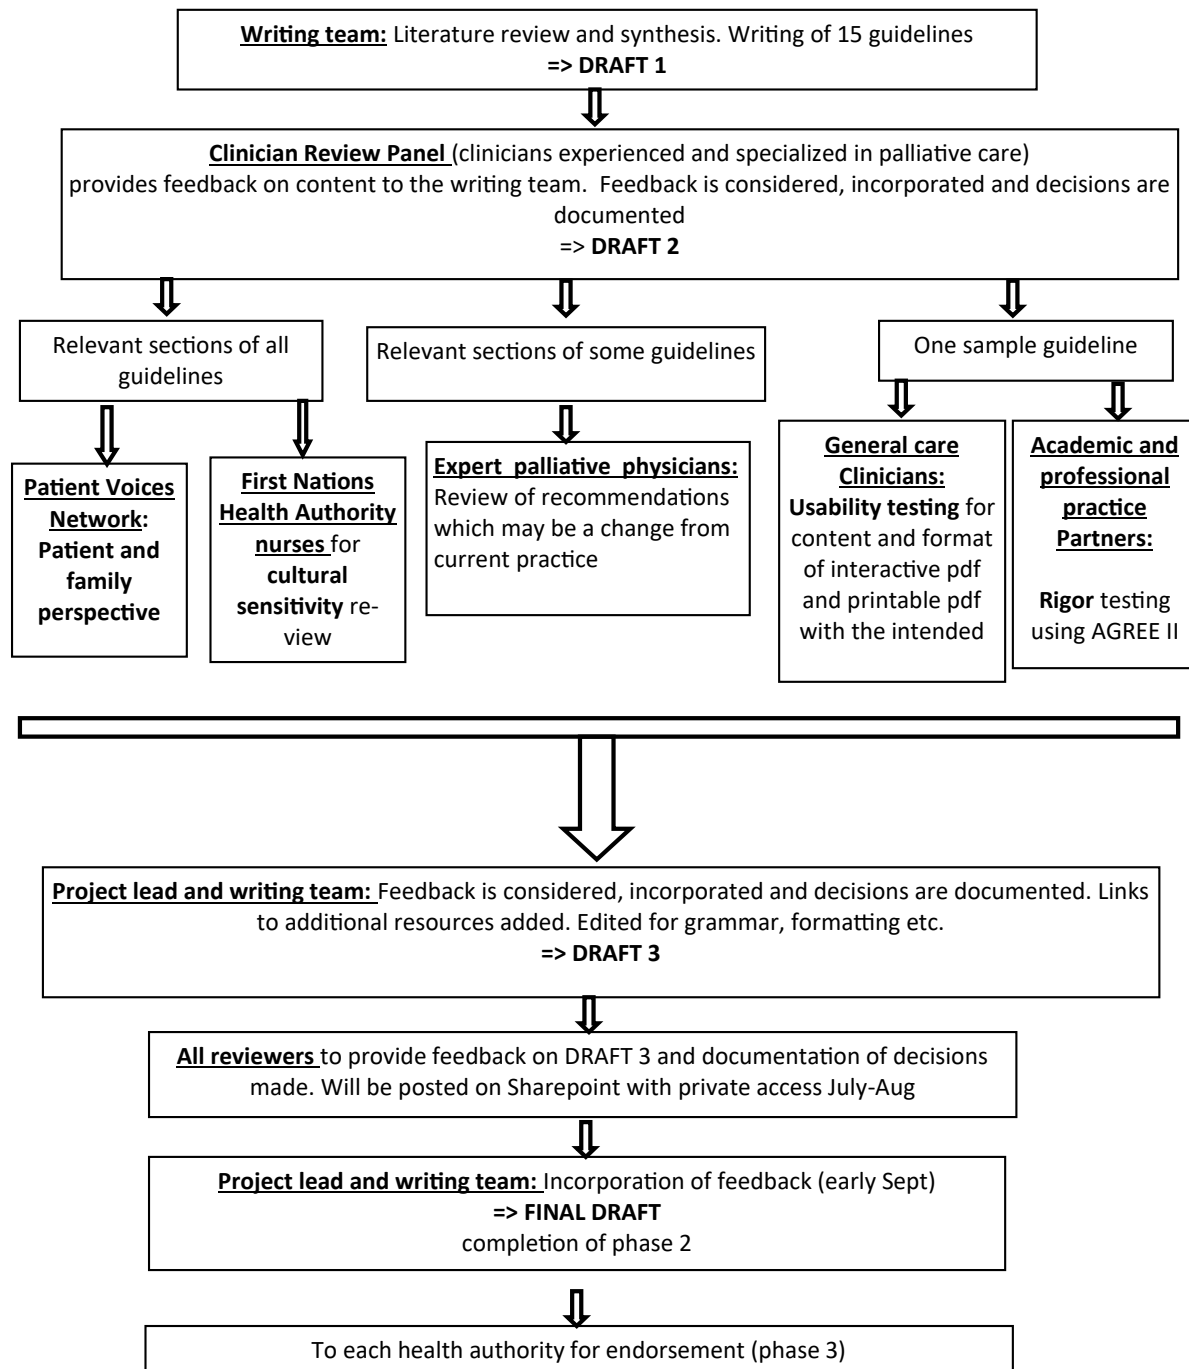 Writing team: Literature review and synthesis. Writing of 15 guidelines
=> DRAFT 1
Clinician Review Panel (clinicians experienced and specialized in palliative care)
provides feedback on content to the writing team.  Feedback is considered, incorporated and decisions are
documented
=> DRAFT 2
Relevant sections of all
guidelines
Relevant sections of some guidelines
One sample guideline
Patient Voices
Network:
Patient and
family
perspective
First Nations
Health Authority
nurses for
cultural
sensitivity re-
view
Expert palliative physicians:
Review of recommendations
which may be a change from
current practice
General care
Clinicians:
Usability testing for
content and format
of interactive pdf
and printable pdf
with the intended
Academic and
professional
practice
Partners:
Rigor testing
using AGREE II
Project lead and writing team: Feedback is considered, incorporated and decisions are documented. Links
to additional resources added. Edited for grammar, formatting etc.
=> DRAFT 3
All reviewers to provide feedback on DRAFT 3 and documentation of decisions
made. Will be posted on Sharepoint with private access July-Aug
Project lead and writing team: Incorporation of feedback (early Sept)
=> FINAL DRAFT
completion of phase 2
To each health authority for endorsement (phase 3)